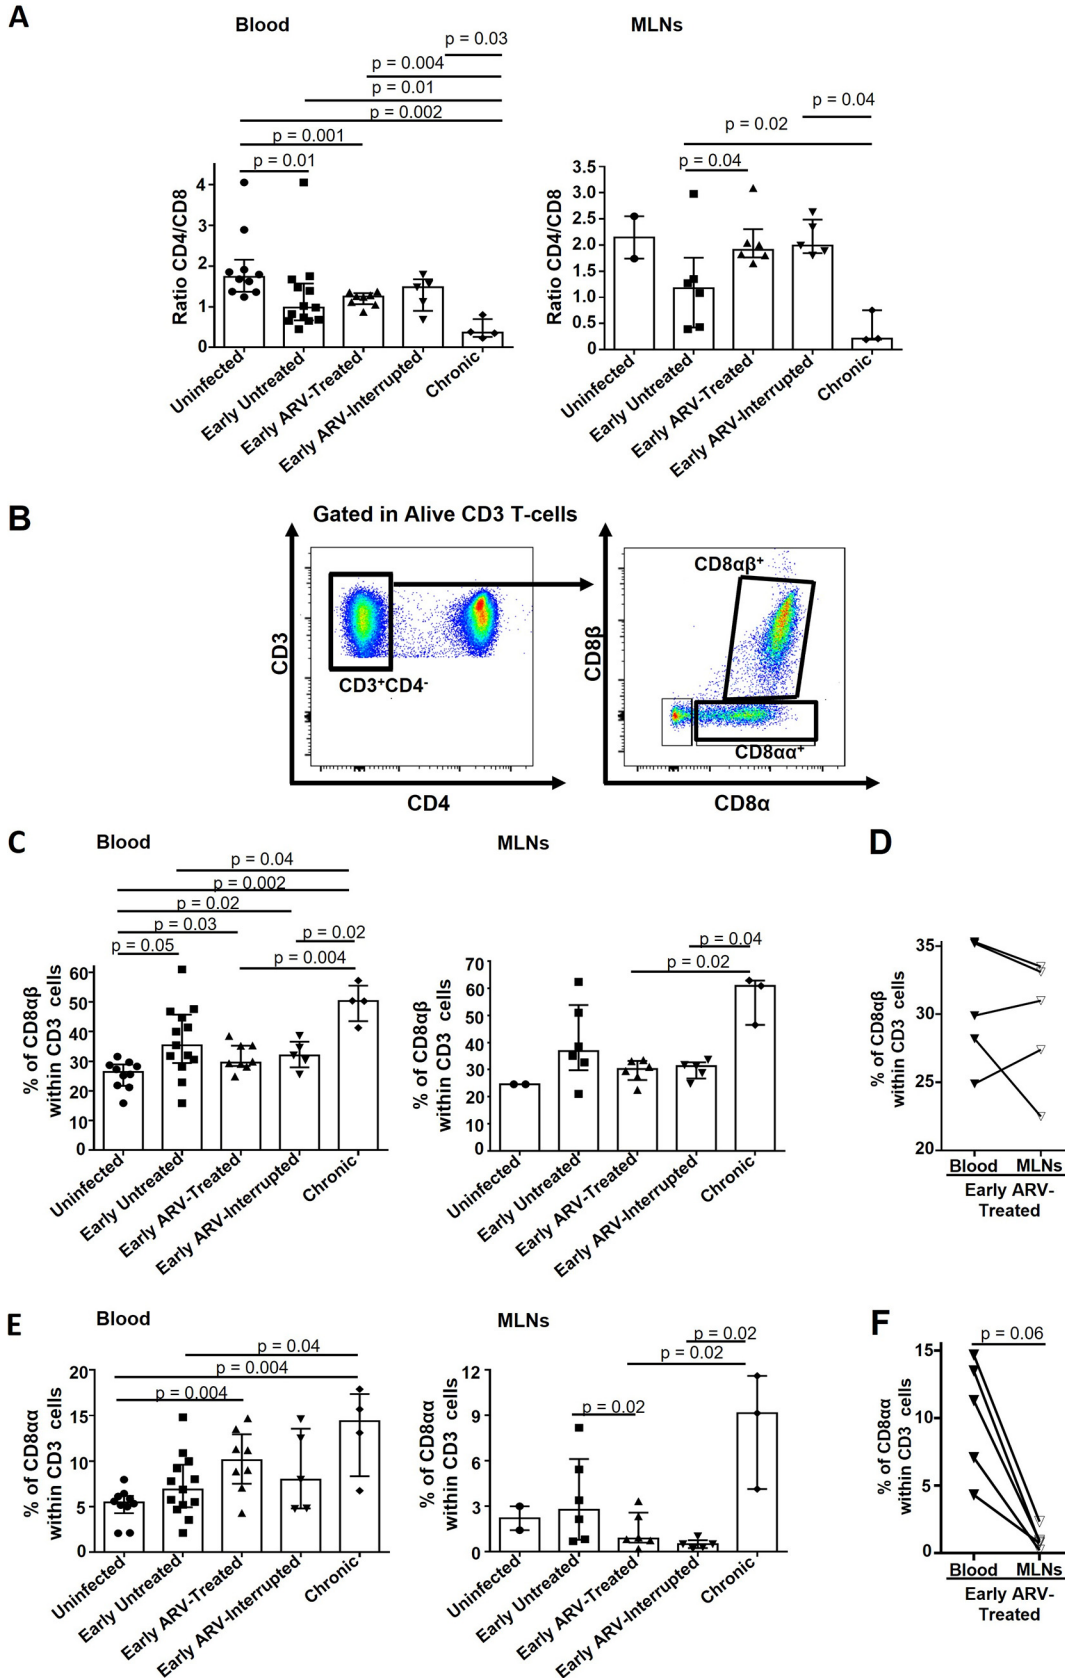 A
Blood
MLNs
p = 0.03
p = 0.004
p = 0.01
p = 0.002
p = 0.001
p = 0.01
p = 0.04
p = 0.02
p = 0.04
Ratio CD4/CD8
4
3
2
1
0
Uninfected
Early Untreated
Early ARV-Treated
Early ARV-Interrupted
Chronic
Ratio CD4/CD8
3.5
3.0
2.5
2.0
1.5
1.0
0.5
0
Uninfected
Early Untreated
Early ARV-Treated
Early ARV-Interrupted
Chronic
B
Gated in Alive CD3 T-cells
CD3
CD3⁺CD4⁻
CD4
CD8β
CD8αβ⁺
CD8αα⁺
CD8α
C
Blood
p = 0.04
p = 0.002
p = 0.02
p = 0.03
p = 0.05
p = 0.02
p = 0.004
% of CD8αβ
within CD3 cells
60
50
40
30
20
10
0
Uninfected
Early Untreated
Early ARV-Treated
Early ARV-Interrupted
Chronic
MLNs
p = 0.04
p = 0.02
% of CD8αβ
within CD3 cells
70
60
50
40
30
20
10
0
Uninfected
Early Untreated
Early ARV-Treated
Early ARV-Interrupted
Chronic
D
% of CD8αβ
within CD3 cells
35
30
25
20
Blood MLNs
Early ARV-
Treated
E
Blood
p = 0.04
p = 0.004
p = 0.004
% of CD8αα
within CD3 cells
20
15
10
5
0
Uninfected
Early Untreated
Early ARV-Treated
Early ARV-Interrupted
Chronic
MLNs
p = 0.02
p = 0.02
p = 0.02
% of CD8αα
within CD3 cells
12
9
6
3
0
Uninfected
Early Untreated
Early ARV-Treated
Early ARV-Interrupted
Chronic
F
p = 0.06
% of CD8αα
within CD3 cells
15
10
5
0
Blood MLNs
Early ARV-
Treated